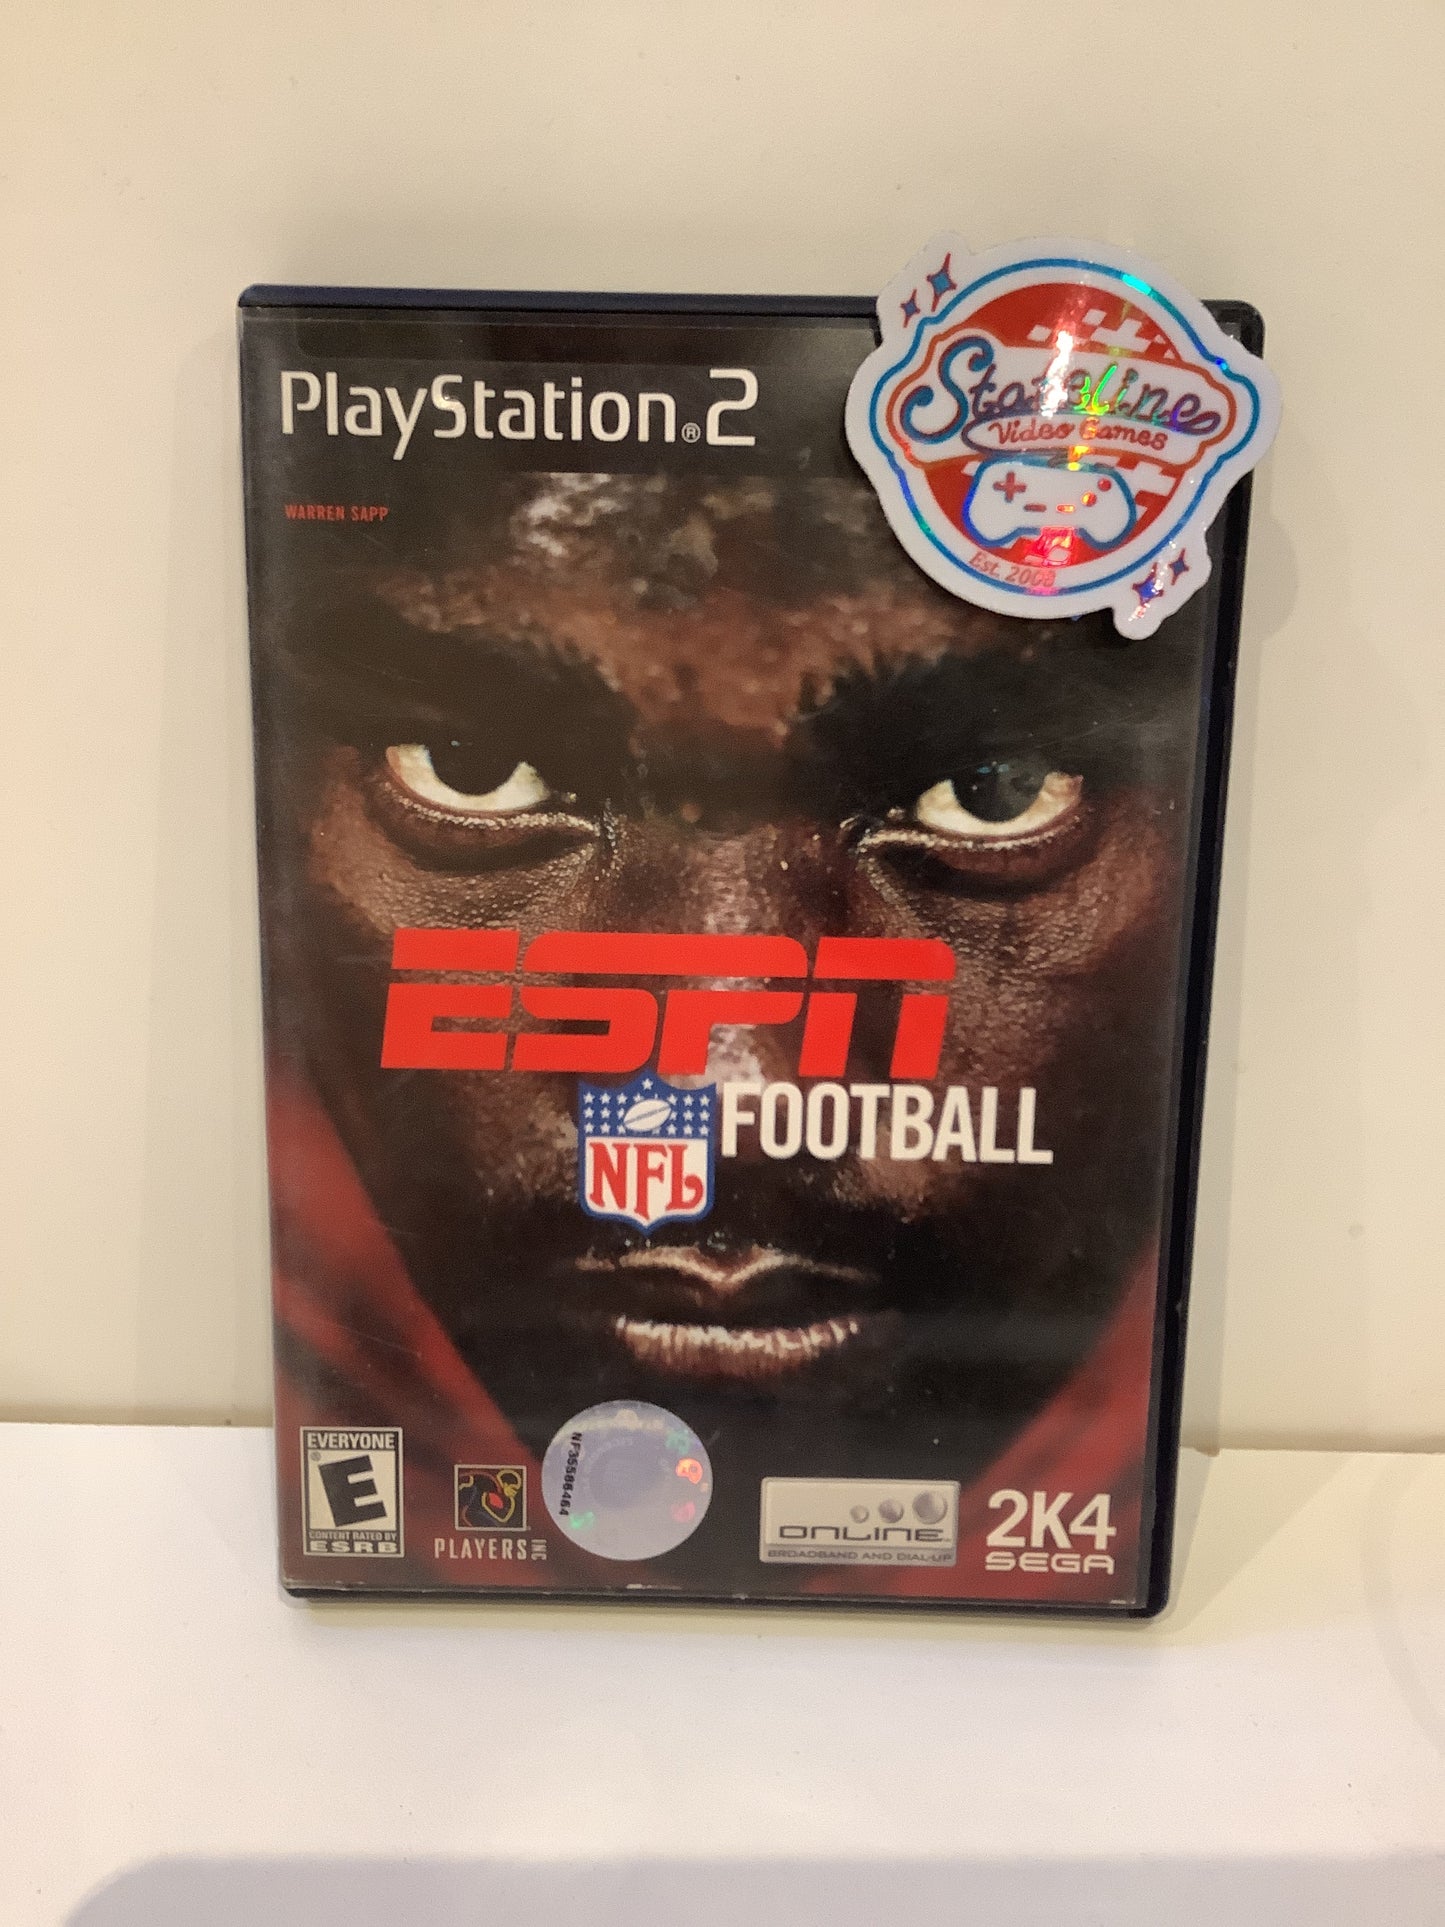 PlayStation®2
WARREN SAPP
Stateline
Video Games
Est. 2008
ESPN
NFL
FOOTBALL
EVERYONE
E
®
CONTENT RATED BY
ESRB
PLAYERS INC
NF35586464
ONLINE
BROADBAND AND DIAL-UP
2K4
SEGA